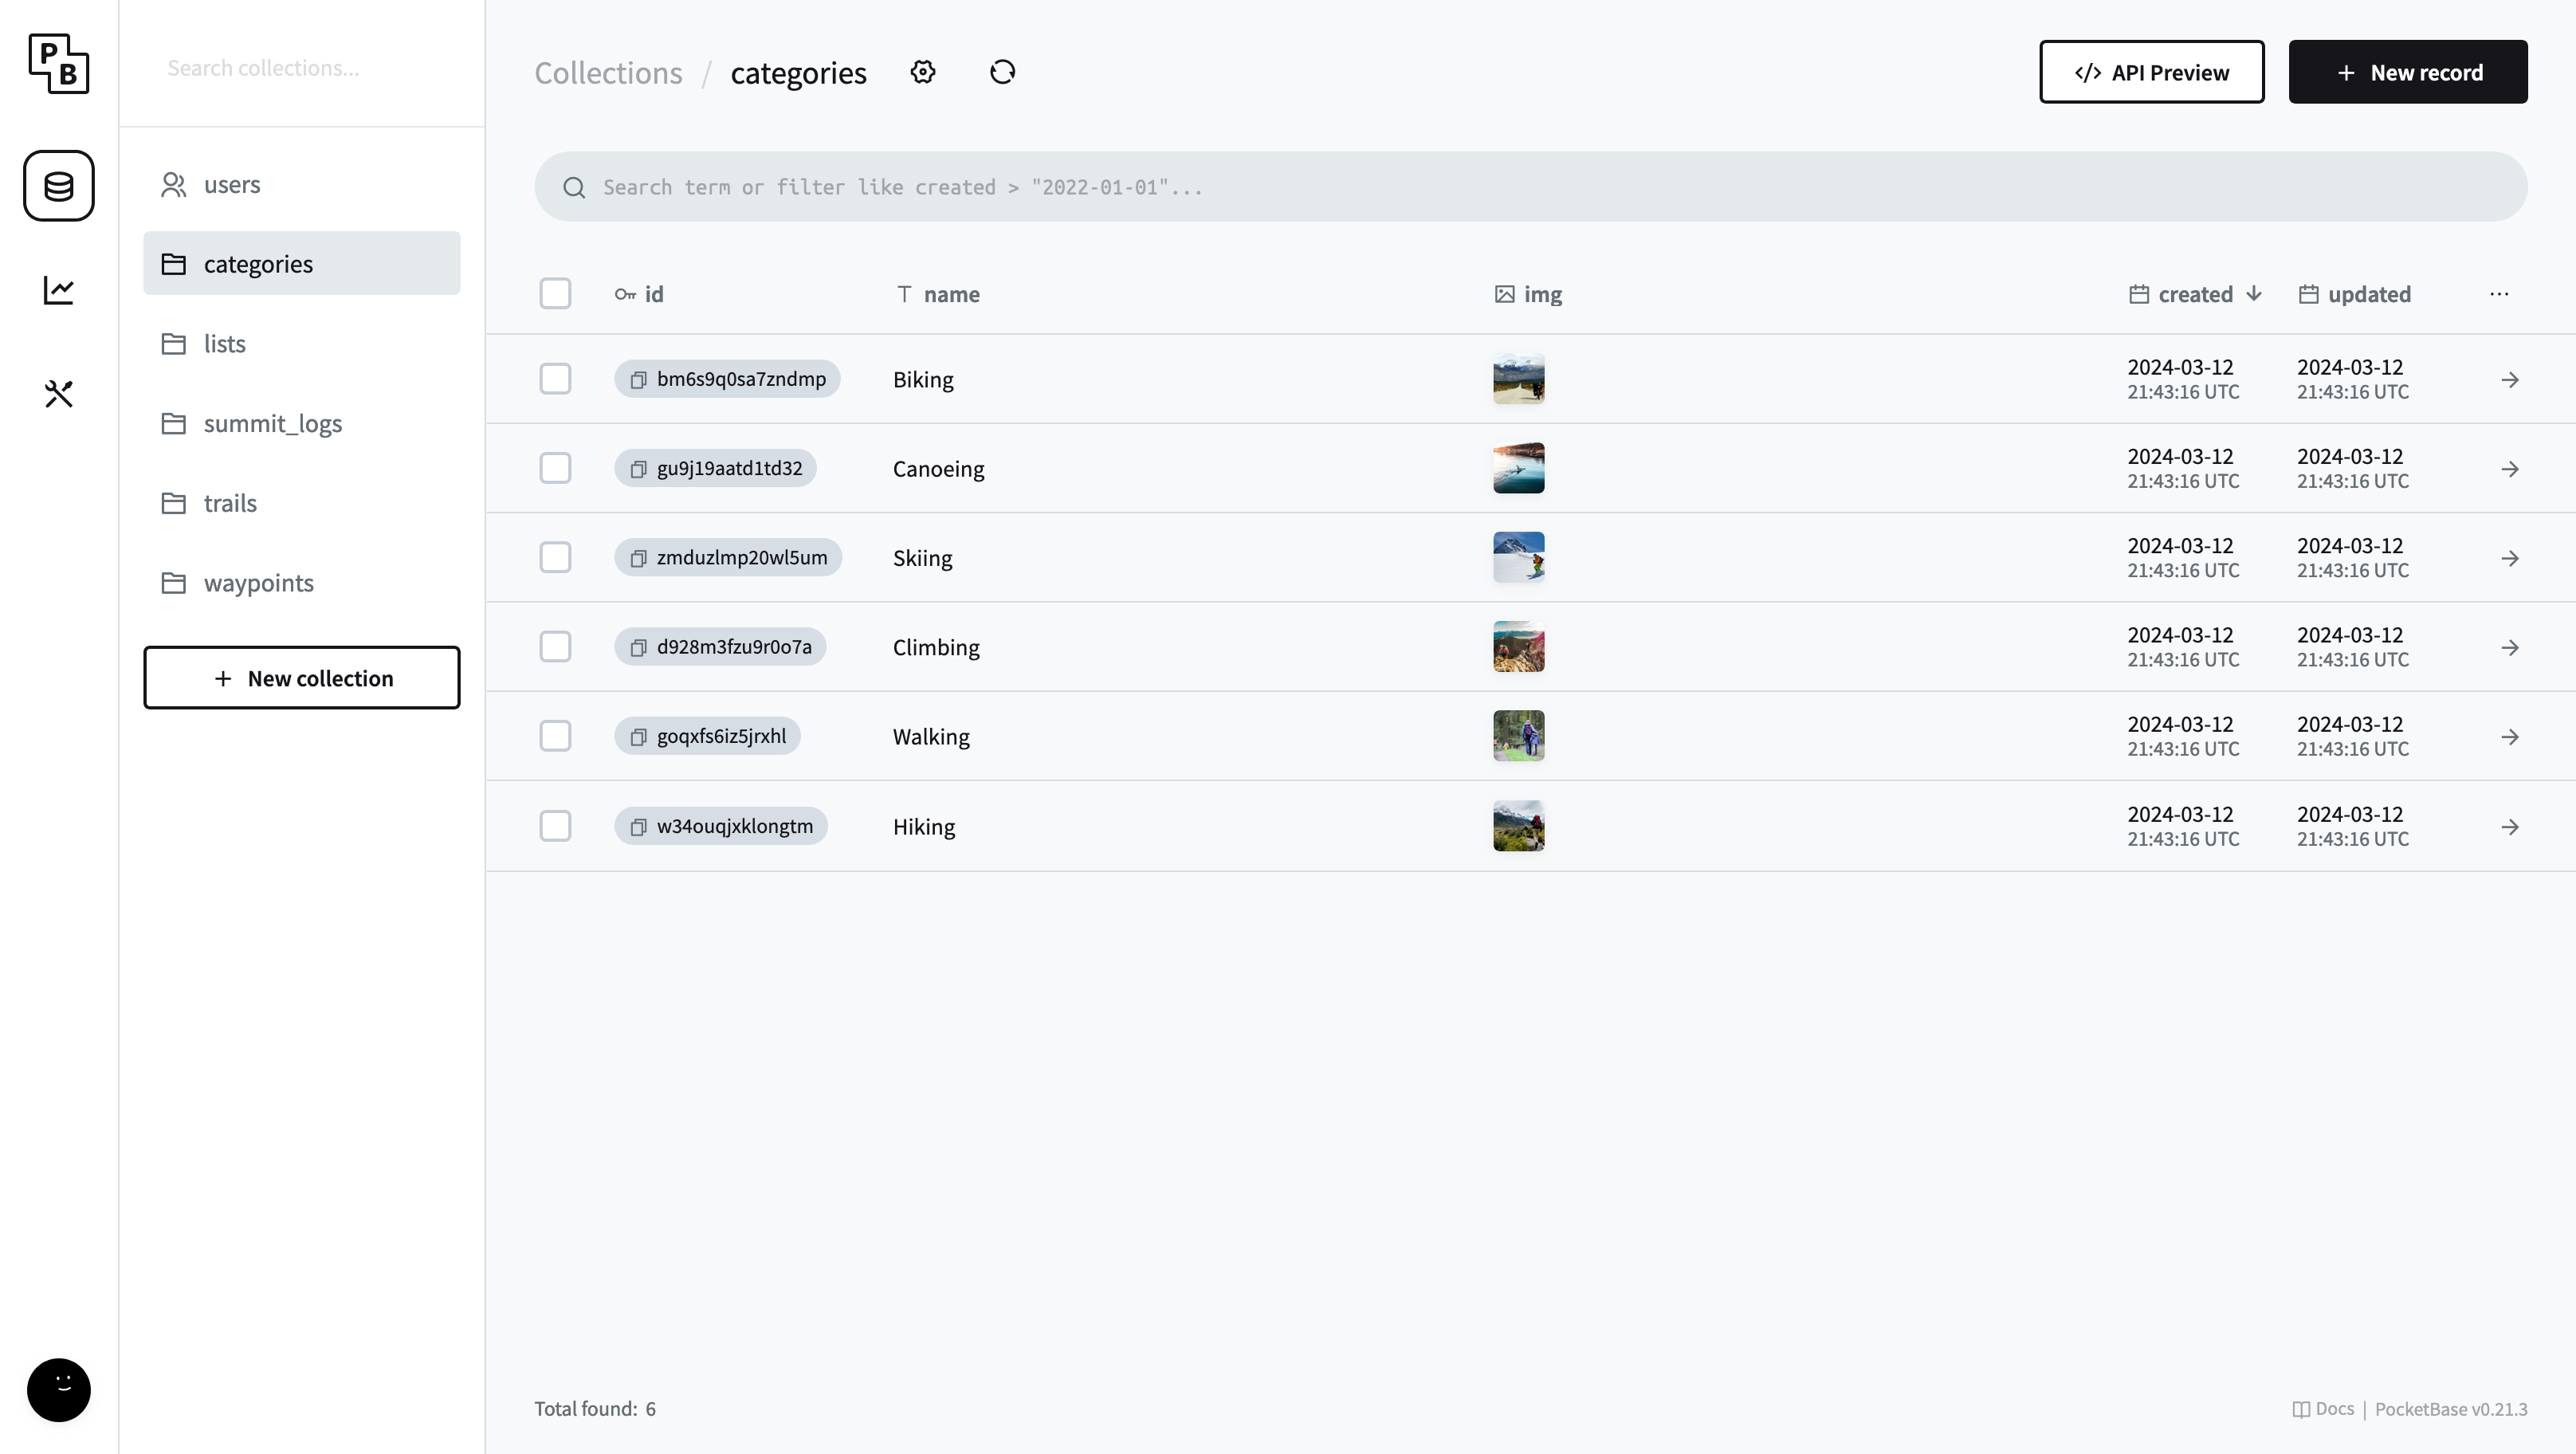 P
B
Search collections...
users
categories
lists
summit_logs
trails
waypoints
+ New collection
Collections / categories
</> API Preview
+ New record
Search term or filter like created > "2022-01-01"...
id name img created updated ...
bm6s9q0sa7zndmp Biking 2024-03-12 2024-03-12
21:43:16 UTC 21:43:16 UTC
gu9j19aatd1td32 Canoeing 2024-03-12 2024-03-12
21:43:16 UTC 21:43:16 UTC
zmduzlmp20wl5um Skiing 2024-03-12 2024-03-12
21:43:16 UTC 21:43:16 UTC
d928m3fzu9r0o7a Climbing 2024-03-12 2024-03-12
21:43:16 UTC 21:43:16 UTC
goqxfs6iz5jrxhl Walking 2024-03-12 2024-03-12
21:43:16 UTC 21:43:16 UTC
w34ouqjxklongtm Hiking 2024-03-12 2024-03-12
21:43:16 UTC 21:43:16 UTC
Total found: 6
Docs | PocketBase v0.21.3